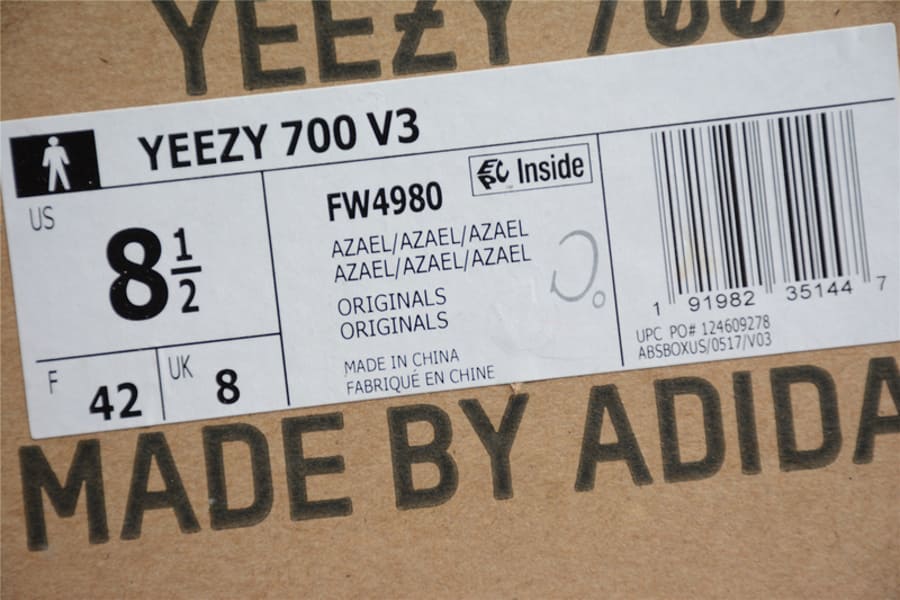 YEEZY 700
YEEZY 700 V3
US
8 1/2
F 42
UK 8
FW4980
EPC Inside
AZAEL/AZAEL/AZAEL
AZAEL/AZAEL/AZAEL
ORIGINALS
ORIGINALS
MADE IN CHINA
FABRIQUÉ EN CHINE
1 91982 35144 7
UPC PO# 124609278
ABSBOXUS/0517/V03
MADE BY ADIDA